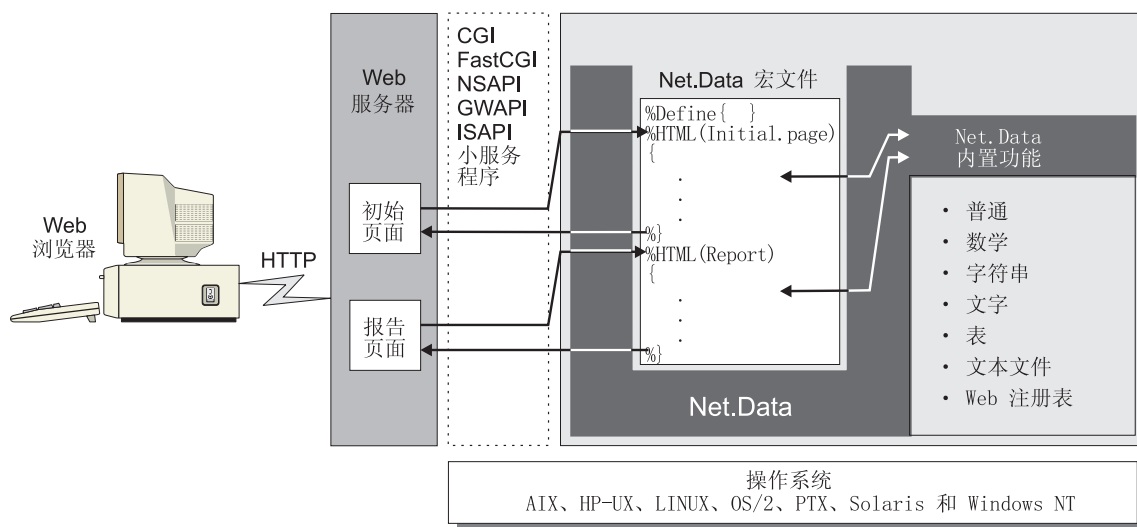 Web
浏览器
HTTP
Web
服务器
初始
页面
报告
页面
CGI
FastCGI
NSAPI
GWAPI
ISAPI
小服务
程序
Net.Data 宏文件
%Define{  }
%HTML(Initial.page)
{
.
.
.
%}
%HTML(Report)
{
.
.
.
%}
Net.Data
Net.Data
内置功能
· 普通
· 数学
· 字符串
· 文字
· 表
· 文本文件
· Web 注册表
操作系统
AIX、HP-UX、LINUX、OS/2、PTX、Solaris 和 Windows NT